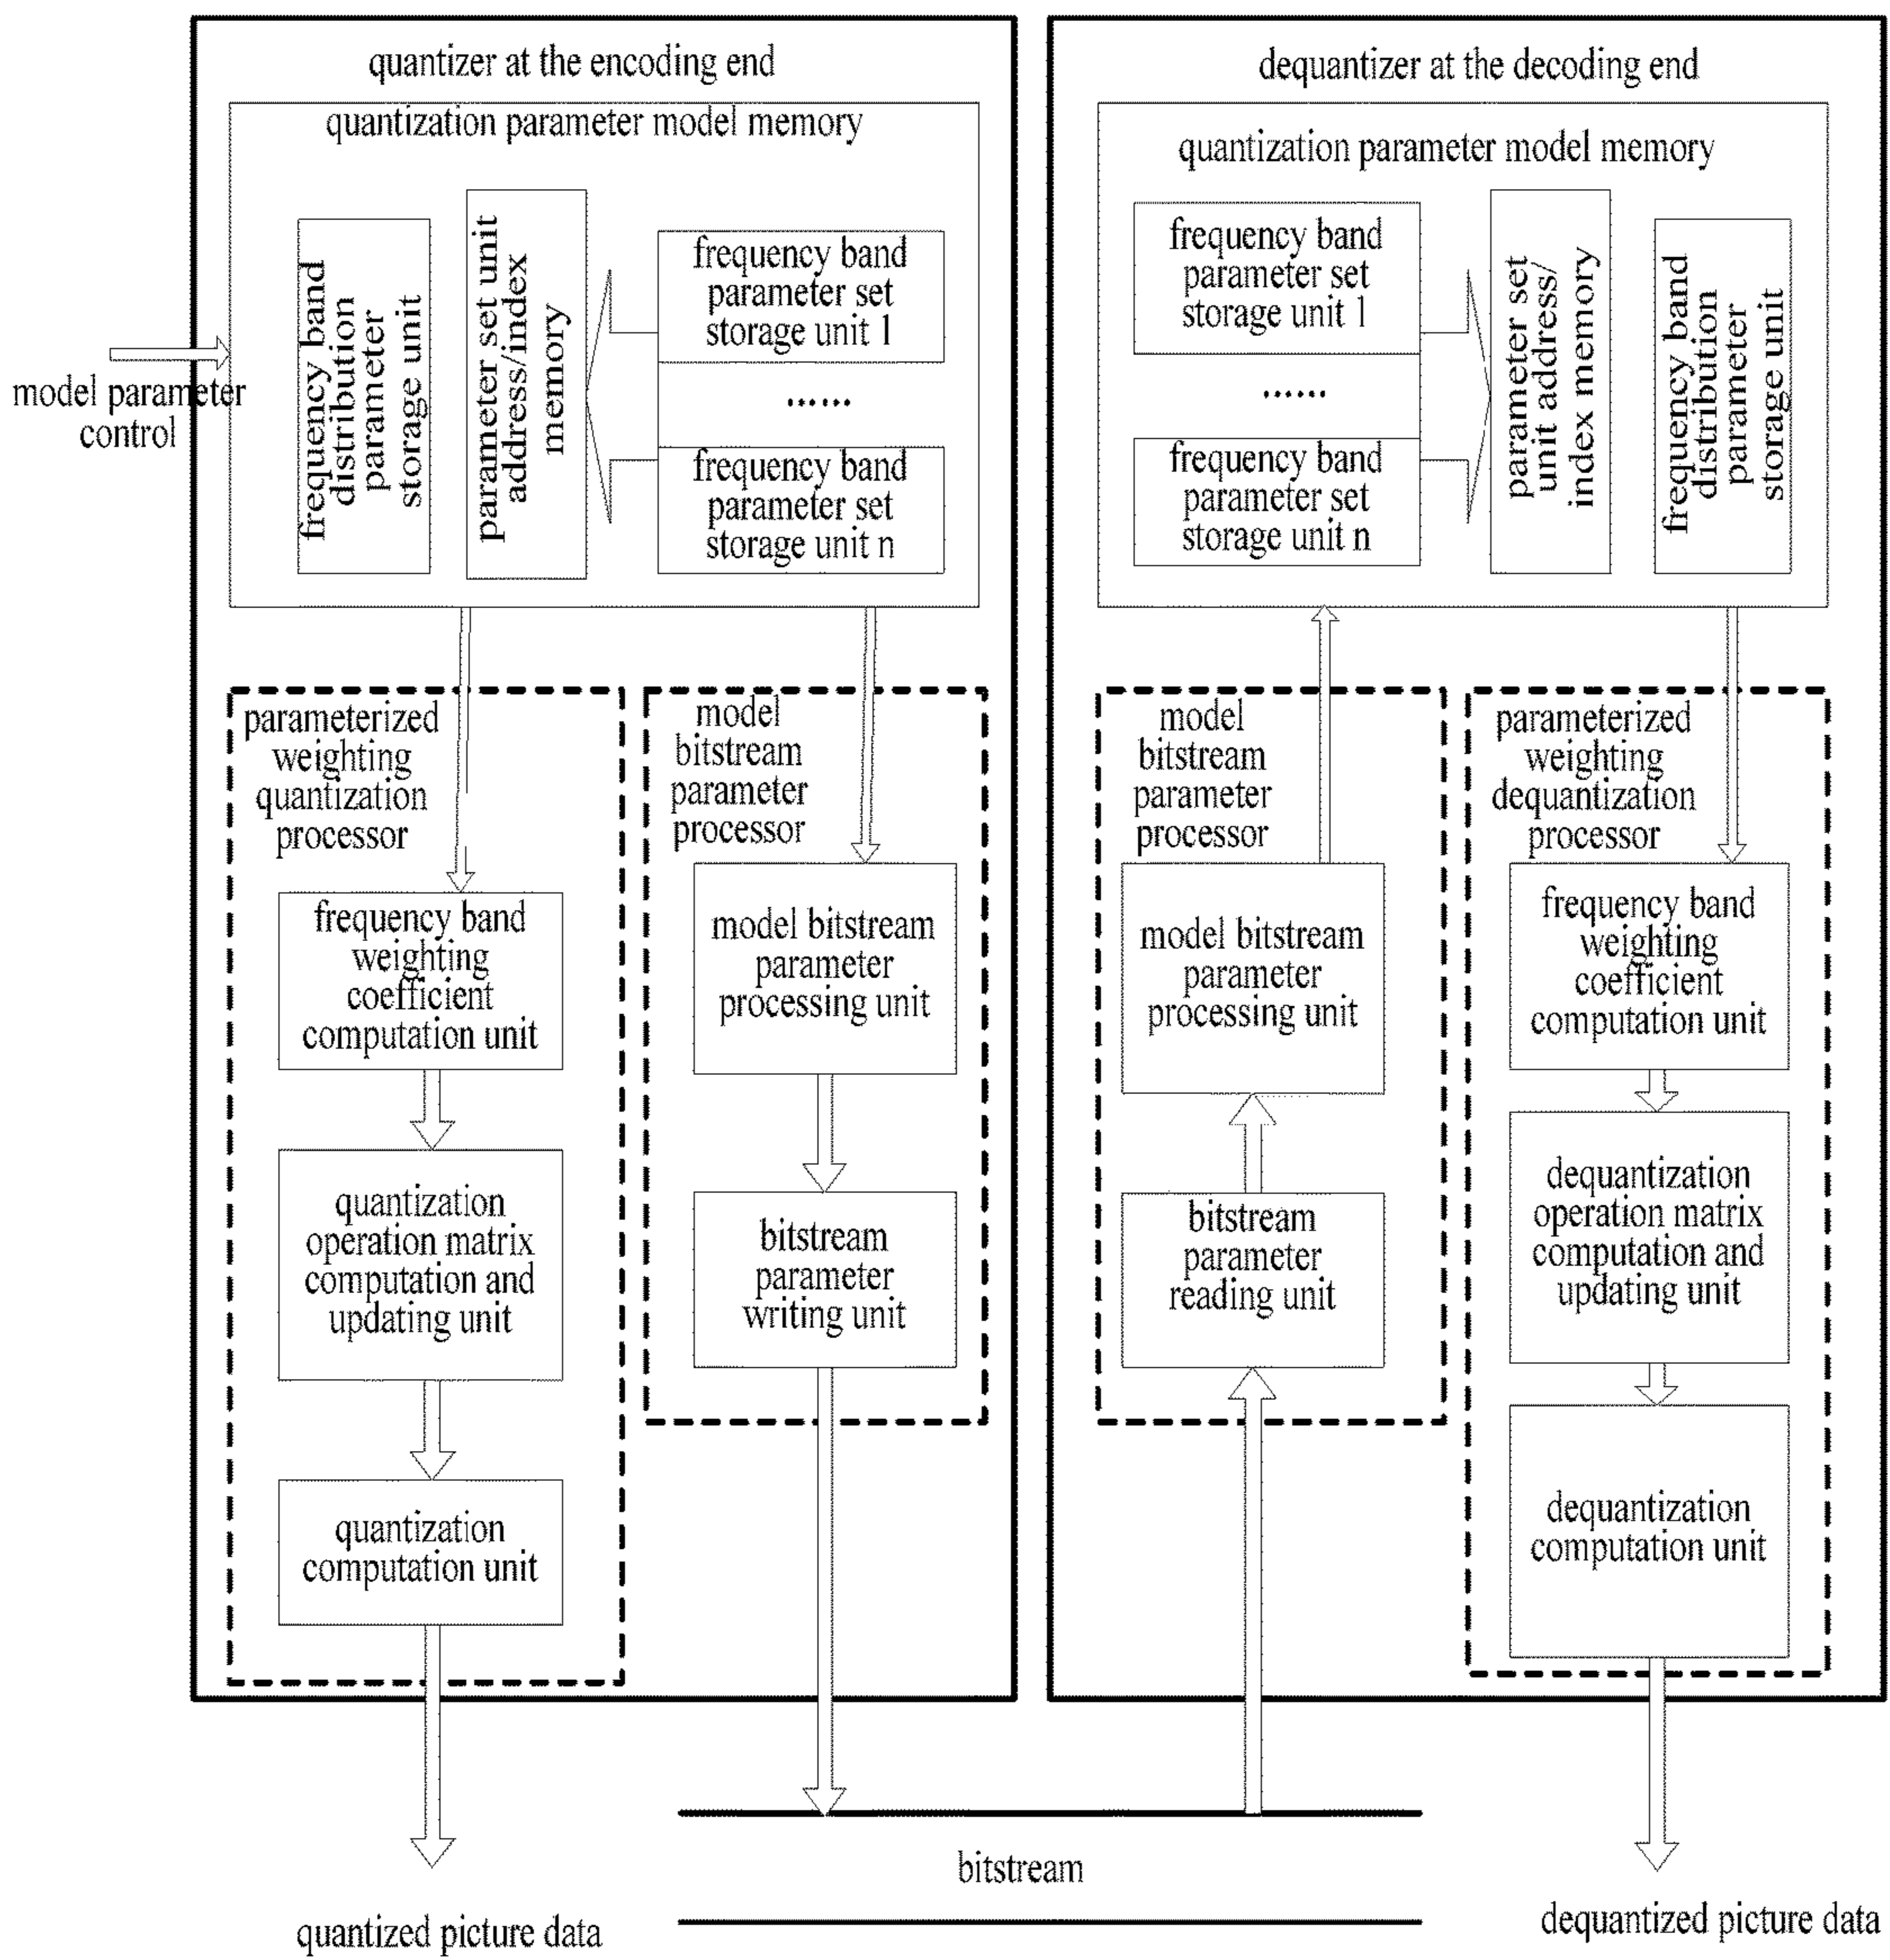 quantizer at the encoding end
quantization parameter model memory
frequency band
distribution
parameter
storage unit
parameter set unit
address/index
memory
frequency band
parameter set
storage unit 1
......
frequency band
parameter set
storage unit n
model parameter
control
parameterized
weighting
quantization
processor
frequency band
weighting
coefficient
computation unit
quantization
operation matrix
computation and
updating unit
quantization
computation unit
quantized picture data
model
bitstream
parameter
processor
model bitstream
parameter
processing unit
bitstream
parameter
writing unit
bitstream
dequantizer at the decoding end
quantization parameter model memory
frequency band
parameter set
storage unit 1
......
frequency band
parameter set
storage unit n
parameter set
unit address/
index memory
frequency band
distribution
parameter
storage unit
model
bitstream
parameter
processor
model bitstream
parameter
processing unit
bitstream
parameter
reading unit
parameterized
weighting
dequantization
processor
frequency band
weighting
coefficient
computation unit
dequantization
operation matrix
computation and
updating unit
dequantization
computation unit
dequantized picture data